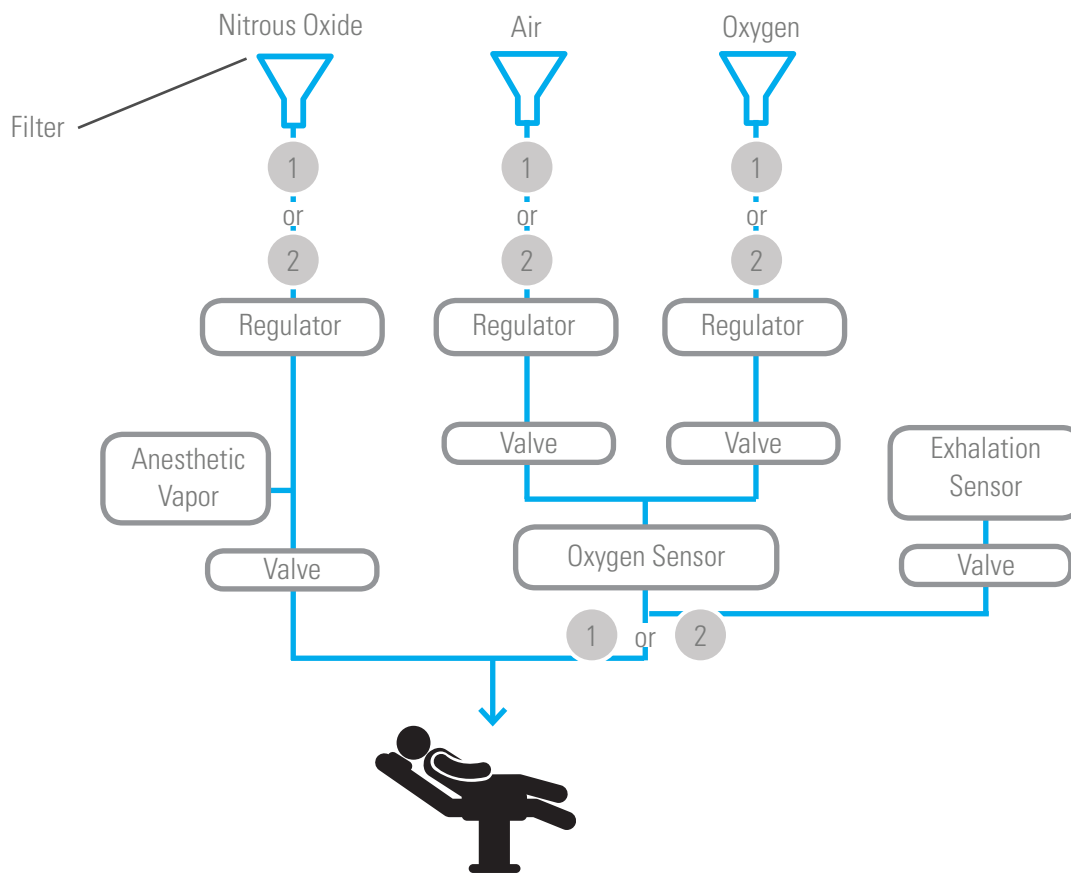 Nitrous Oxide
Air
Oxygen
Filter
1
1
1
or
or
or
2
2
2
Regulator
Regulator
Regulator
Valve
Valve
Anesthetic
Vapor
Exhalation
Sensor
Oxygen Sensor
Valve
Valve
1 or 2